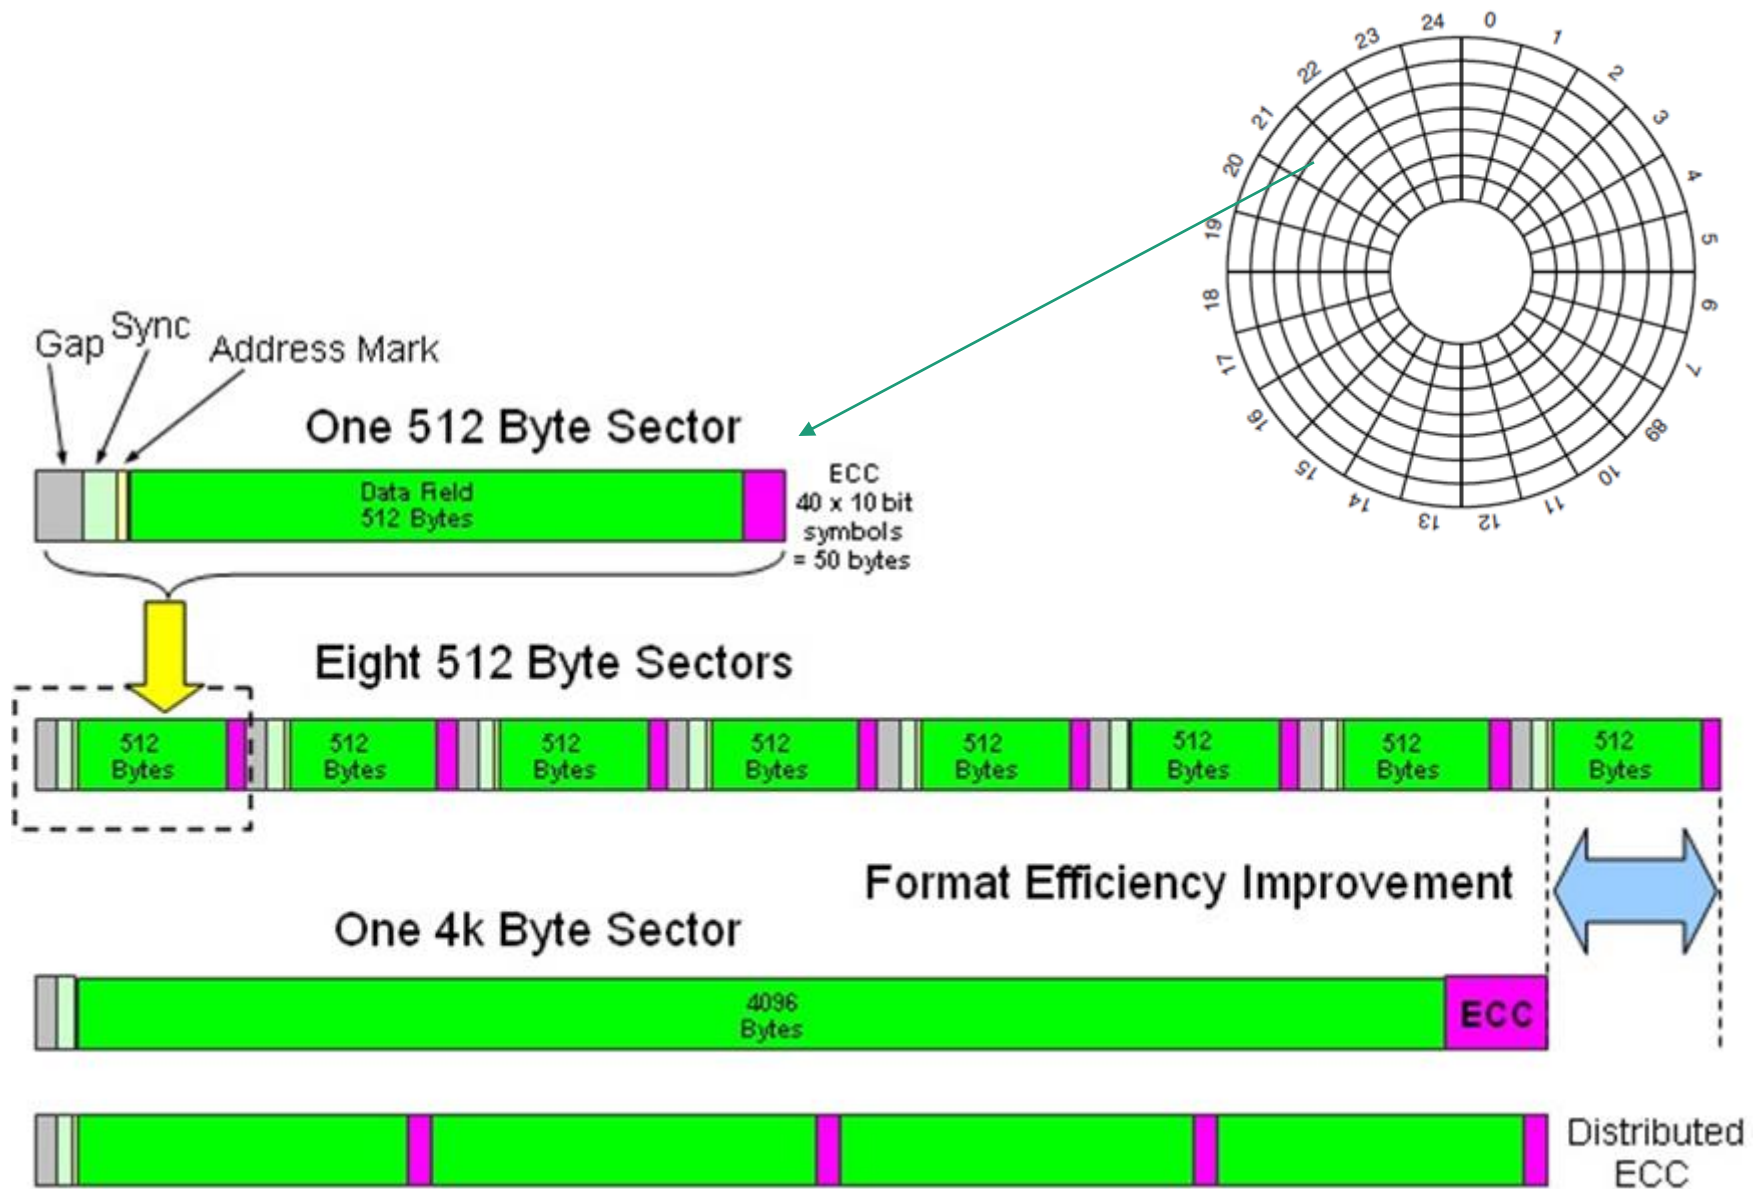 24
0
1
2
3
4
5
6
7
89
10
11
12
13
14
15
16
17
18
19
20
21
22
23
Gap
Sync
Address Mark
One 512 Byte Sector
Data Field
512 Bytes
ECC
40 x 10 bit
symbols
= 50 bytes
Eight 512 Byte Sectors
512
Bytes
512
Bytes
512
Bytes
512
Bytes
512
Bytes
512
Bytes
512
Bytes
512
Bytes
Format Efficiency Improvement
One 4k Byte Sector
4096
Bytes
ECC
Distributed
ECC